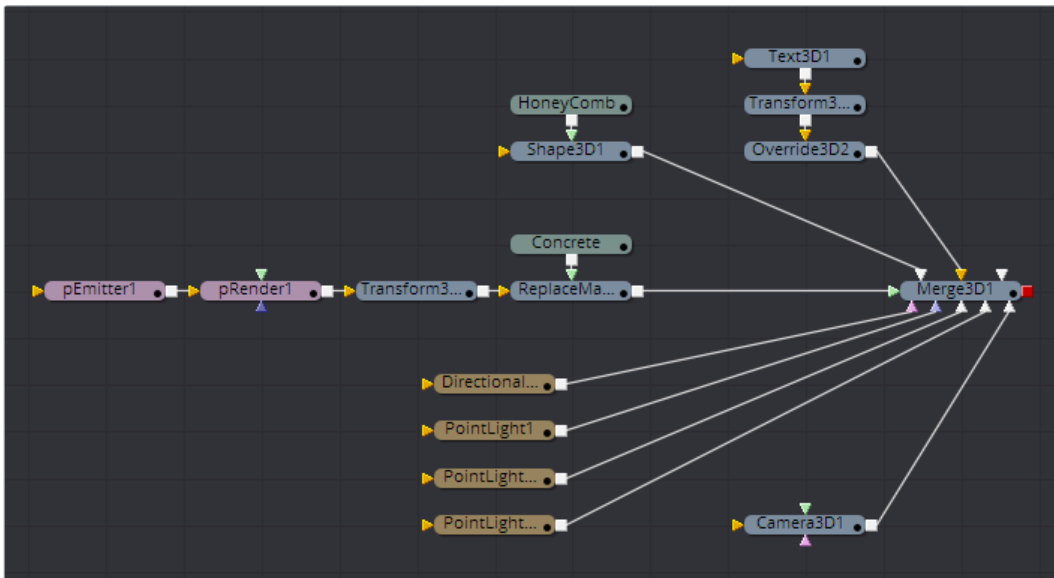 Text3D1
HoneyComb
Transform3...
Shape3D1
Override3D2
Concrete
pEmitter1
pRender1
Transform3...
ReplaceMa...
Merge3D1
Directional...
PointLight1
PointLight...
PointLight...
Camera3D1